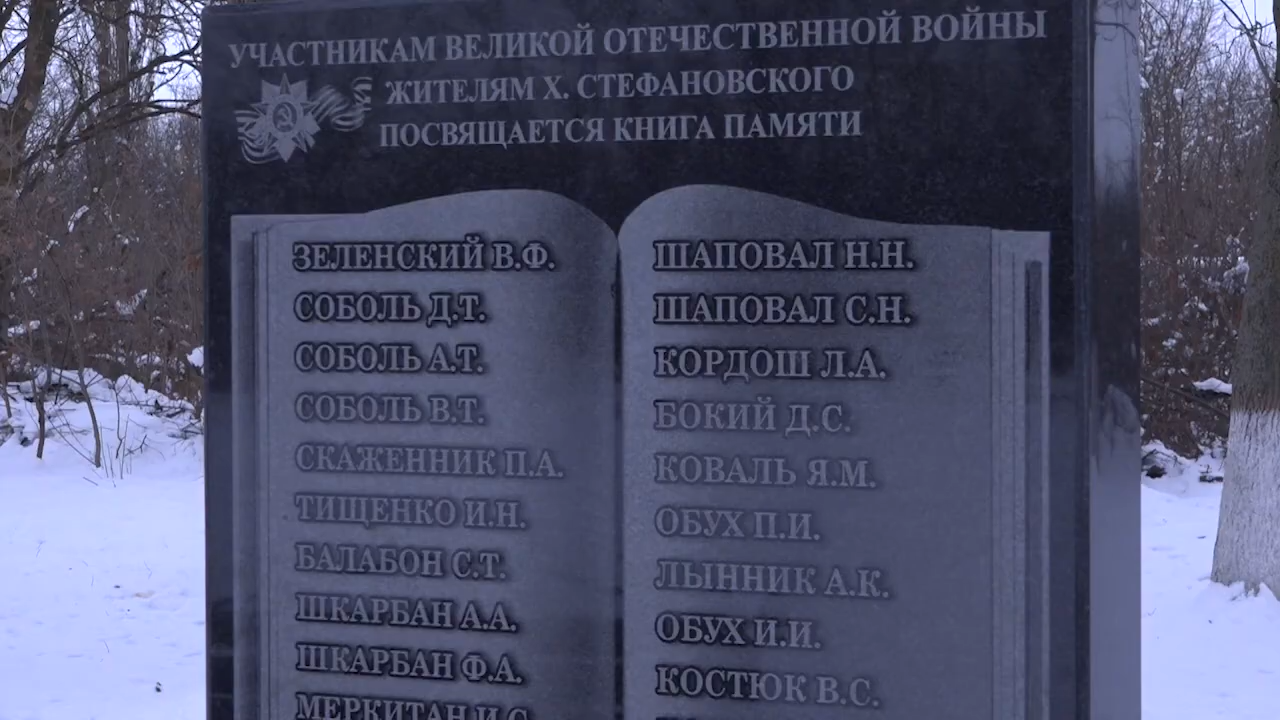 УЧАСТНИКАМ ВЕЛИКОЙ ОТЕЧЕСТВЕННОЙ ВОЙНЫ
ЖИТЕЛЯМ Х. СТЕФАНОВСКОГО
ПОСВЯЩАЕТСЯ КНИГА ПАМЯТИ
ЗЕЛЕНСКИЙ В.Ф.
СОБОЛЬ Д.Т.
СОБОЛЬ А.Т.
СОБОЛЬ В.Т.
СКАЖЕННИК П.А.
ТИЩЕНКО И.Н.
БАЛАБОН С.Т.
ШКАРБАН А.А.
ШКАРБАН Ф.А.
МЕРКИТАН И.С.
ШАПОВАЛ Н.Н.
ШАПОВАЛ С.Н.
КОРДОШ Л.А.
БОКИЙ Д.С.
КОВАЛЬ Я.М.
ОБУХ П.И.
ЛЫННИК А.К.
ОБУХ И.И.
КОСТЮК В.С.